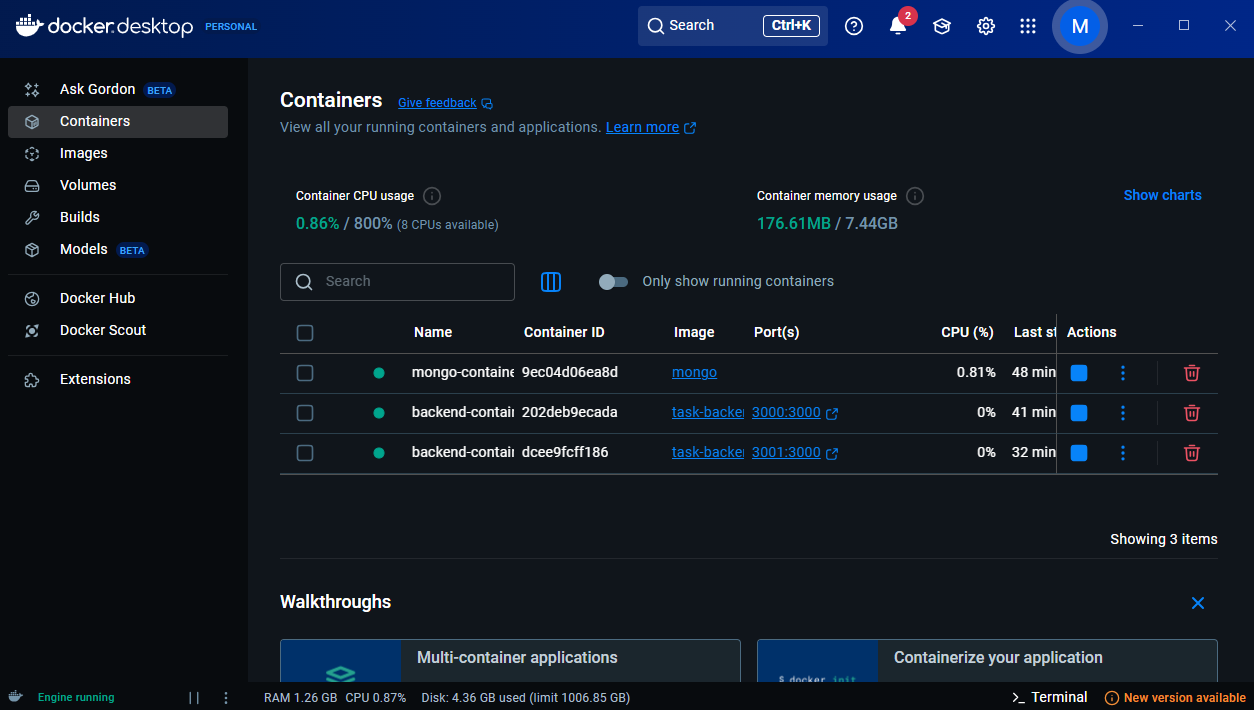 docker.desktop PERSONAL Search Ctrl+K 2 M
Ask Gordon BETA
Containers
Images
Volumes
Builds
Models BETA
Docker Hub
Docker Scout
Extensions
Containers Give feedback
View all your running containers and applications. Learn more
Container CPU usage
0.86% / 800% (8 CPUs available)
Container memory usage
176.61MB / 7.44GB
Show charts
Search
Only show running containers
Name Container ID Image Port(s) CPU (%) Last st Actions
mongo-containe 9ec04d06ea8d mongo 0.81% 48 min
backend-contain 202deb9ecada task-backe 3000:3000 0% 41 min
backend-contain dcee9fcff186 task-backe 3001:3000 0% 32 min
Showing 3 items
Walkthroughs
Multi-container applications
Containerize your application
$ docker init
Engine running RAM 1.26 GB CPU 0.87% Disk: 4.36 GB used (limit 1006.85 GB) >_ Terminal New version available